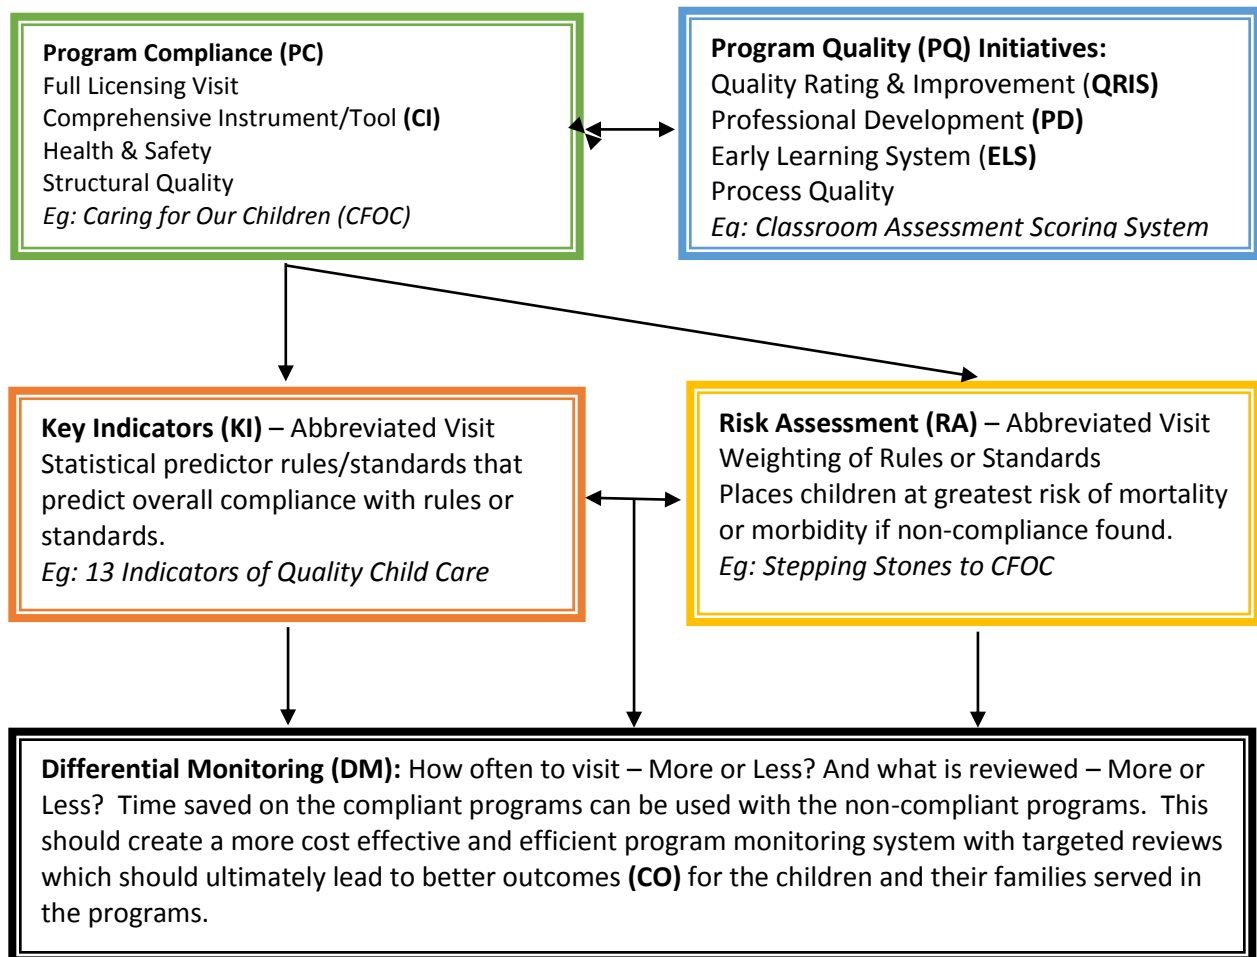 Program Compliance (PC)
Full Licensing Visit
Comprehensive Instrument/Tool (CI)
Health & Safety
Structural Quality
Eg: Caring for Our Children (CFOC)
Program Quality (PQ) Initiatives:
Quality Rating & Improvement (QRIS)
Professional Development (PD)
Early Learning System (ELS)
Process Quality
Eg: Classroom Assessment Scoring System
Key Indicators (KI) – Abbreviated Visit
Statistical predictor rules/standards that
predict overall compliance with rules or
standards.
Eg: 13 Indicators of Quality Child Care
Risk Assessment (RA) – Abbreviated Visit
Weighting of Rules or Standards
Places children at greatest risk of mortality
or morbidity if non-compliance found.
Eg: Stepping Stones to CFOC
Differential Monitoring (DM): How often to visit – More or Less? And what is reviewed – More or
Less? Time saved on the compliant programs can be used with the non-compliant programs. This
should create a more cost effective and efficient program monitoring system with targeted reviews
which should ultimately lead to better outcomes (CO) for the children and their families served in
the programs.